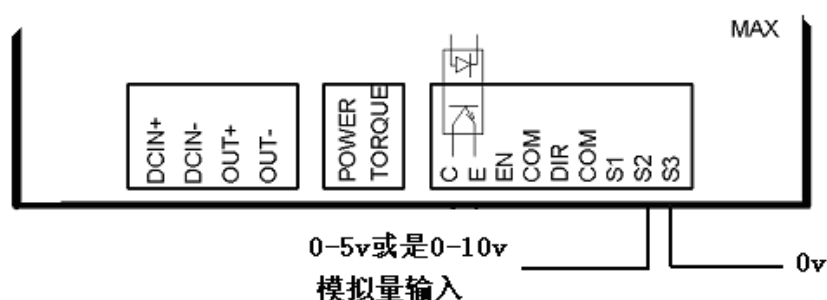 MAX
DCIN+
DCIN-
OUT+
OUT-
POWER
TORQUE
C
E
EN
COM
DIR
COM
S1
S2
S3
0-5v或是0-10v
模拟量输入
0v